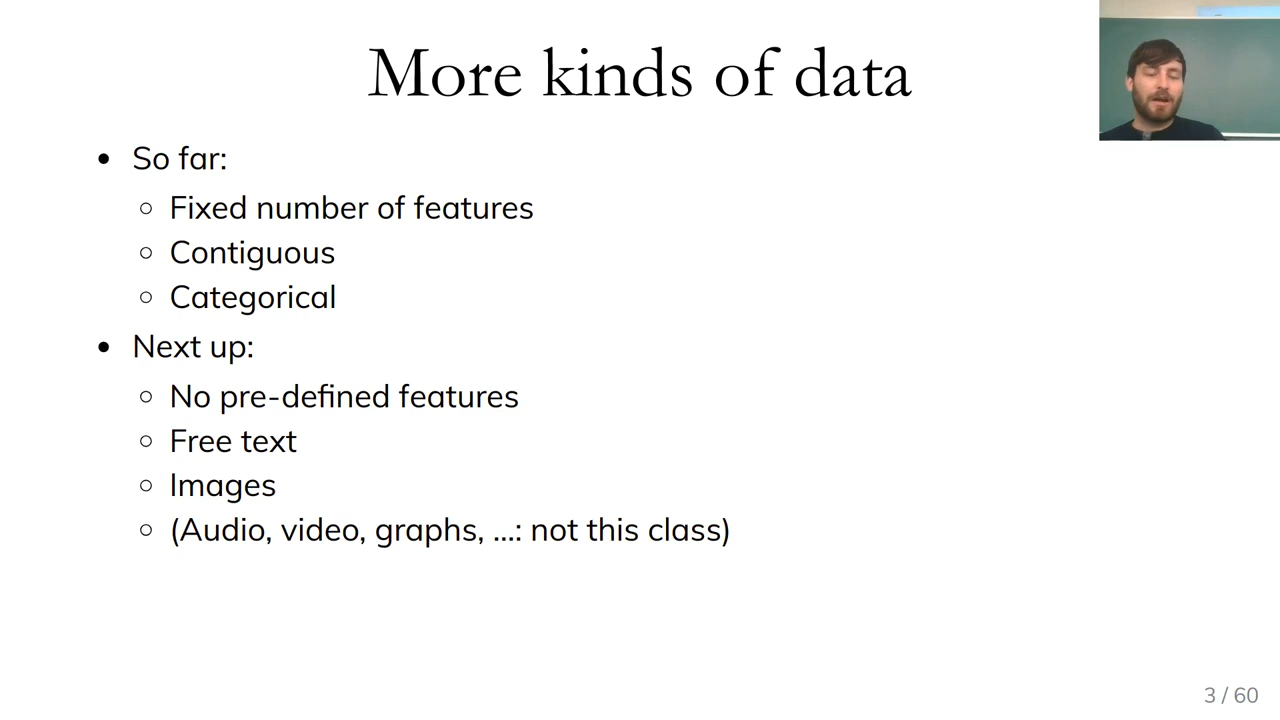 More kinds of data
• So far:
○ Fixed number of features
○ Contiguous
○ Categorical
• Next up:
○ No pre-defined features
○ Free text
○ Images
○ (Audio, video, graphs, ...: not this class)
3 / 60